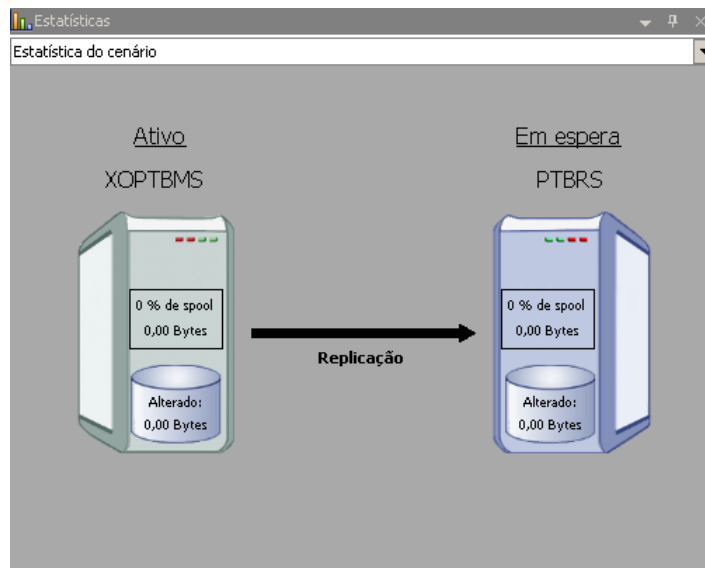 Estatísticas
Estatística do cenário
Ativo
Em espera
XOPTBMS
PTBRS
0 % de spool
0,00 Bytes
0 % de spool
0,00 Bytes
Replicação
Alterado:
0,00 Bytes
Alterado:
0,00 Bytes